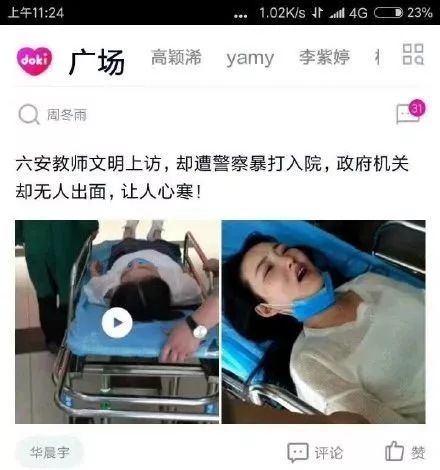 上午11:24 ... 1.02K/s 4G 23%
doki 广场 高颖浠 yamy 李紫婷
周冬雨 31
六安教师文明上访，却遭警察暴打入院，政府机关
却无人出面，让人心寒！
华晨宇 评论 赞